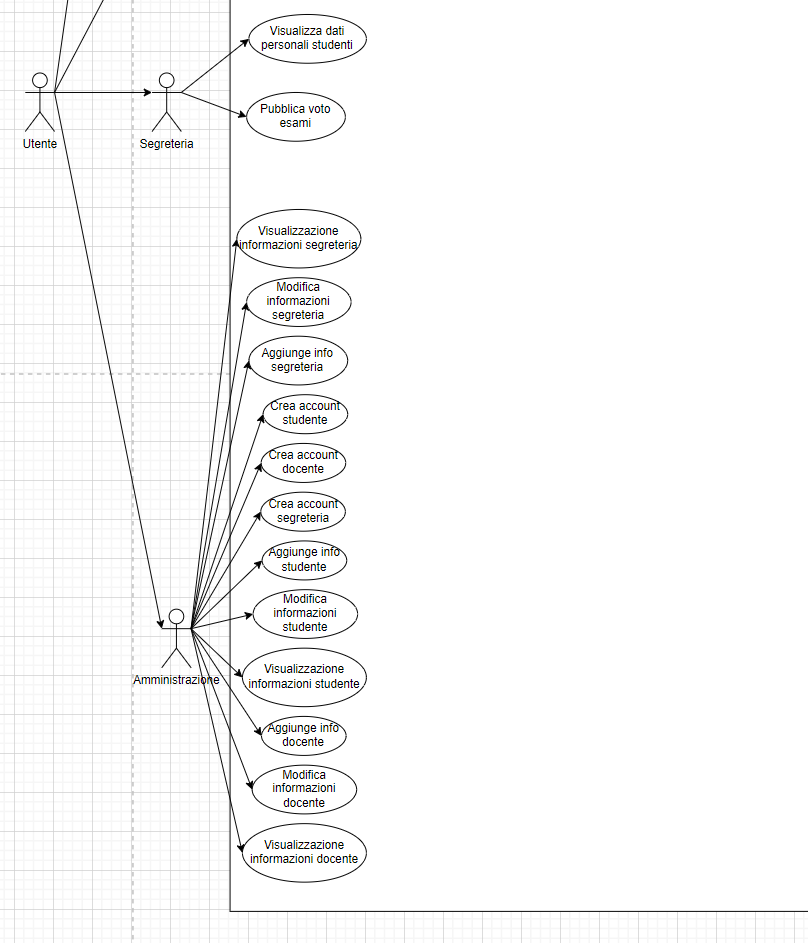 Visualizza dati
personali studenti
Utente
Segreteria
Pubblica voto
esami
Visualizzazione
informazioni segreteria
Modifica
informazioni
segreteria
Aggiunge info
segreteria
Crea account
studente
Crea account
docente
Crea account
segreteria
Aggiunge info
studente
Modifica
informazioni
studente
Amministrazione
Visualizzazione
informazioni studente
Aggiunge info
docente
Modifica
informazioni
docente
Visualizzazione
informazioni docente